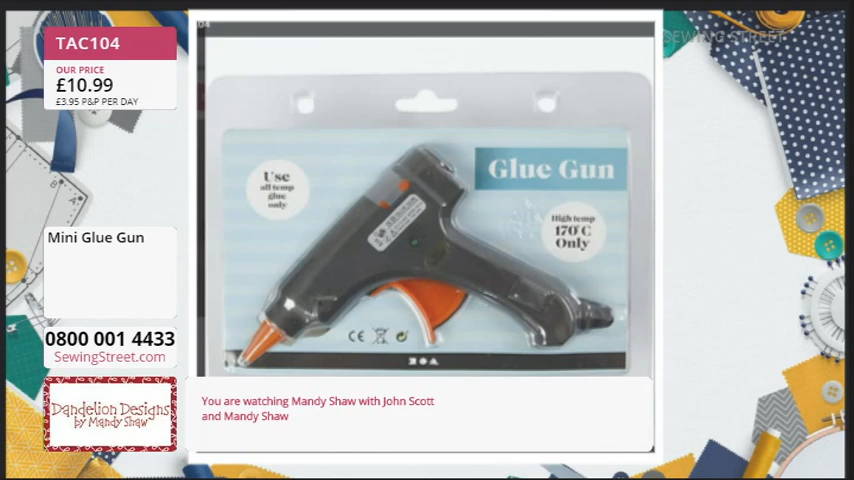 TAC104
OUR PRICE
£10.99
£3.95 P&P PER DAY
Mini Glue Gun
0800 001 4433
SewingStreet.com
Dandelion Designs
by Mandy Shaw
SEWING STREET
Use
all temp
glue
only
Glue Gun
High temp
170°C
Only
CE
You are watching Mandy Shaw with John Scott
and Mandy Shaw